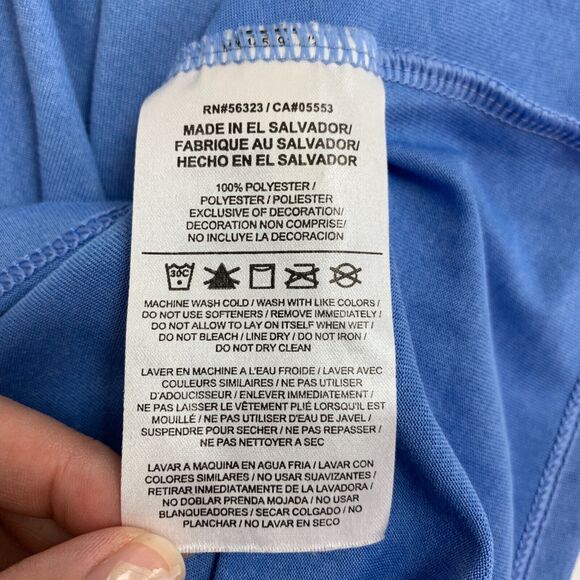 RN#56323 / CA#05553
MADE IN EL SALVADOR/
FABRIQUE AU SALVADOR/
HECHO EN EL SALVADOR
100% POLYESTER /
POLYESTER / POLIESTER
EXCLUSIVE OF DECORATION/
DECORATION NON COMPRISE/
NO INCLUYE LA DECORACION
30C
MACHINE WASH COLD / WASH WITH LIKE COLORS /
DO NOT USE SOFTENERS / REMOVE IMMEDIATELY /
DO NOT ALLOW TO LAY ON ITSELF WHEN WET /
DO NOT BLEACH / LINE DRY / DO NOT IRON /
DO NOT DRY CLEAN
LAVER EN MACHINE A L'EAU FROIDE / LAVER AVEC
COULEURS SIMILAIRES / NE PAS UTILISER
D'ADOUCISSEUR / ENLEVER IMMEDIATEMENT /
NE PAS LAISSER LE VÊTEMENT PLIÉ LORSQU'IL EST
MOUILLÉ / NE PAS UTILISER D'EAU DE JAVEL /
SUSPENDRE POUR SECHER / NE PAS REPASSER /
NE PAS NETTOYER A SEC
LAVAR A MAQUINA EN AGUA FRIA / LAVAR CON
COLORES SIMILARES / NO USAR SUAVIZANTES /
RETIRAR INMEDIATAMENTE DE LA LAVADORA /
NO DOBLAR PRENDA MOJADA / NO USAR
BLANQUEADORES / SECAR COLGADO / NO
PLANCHAR / NO LAVAR EN SECO